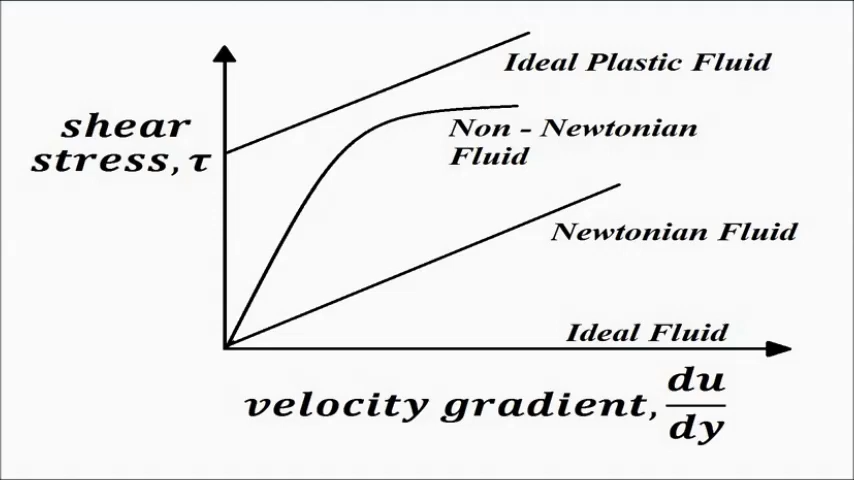 Ideal Plastic Fluid
shear
stress, τ
Non - Newtonian
Fluid
Newtonian Fluid
Ideal Fluid
velocity gradient, du/dy